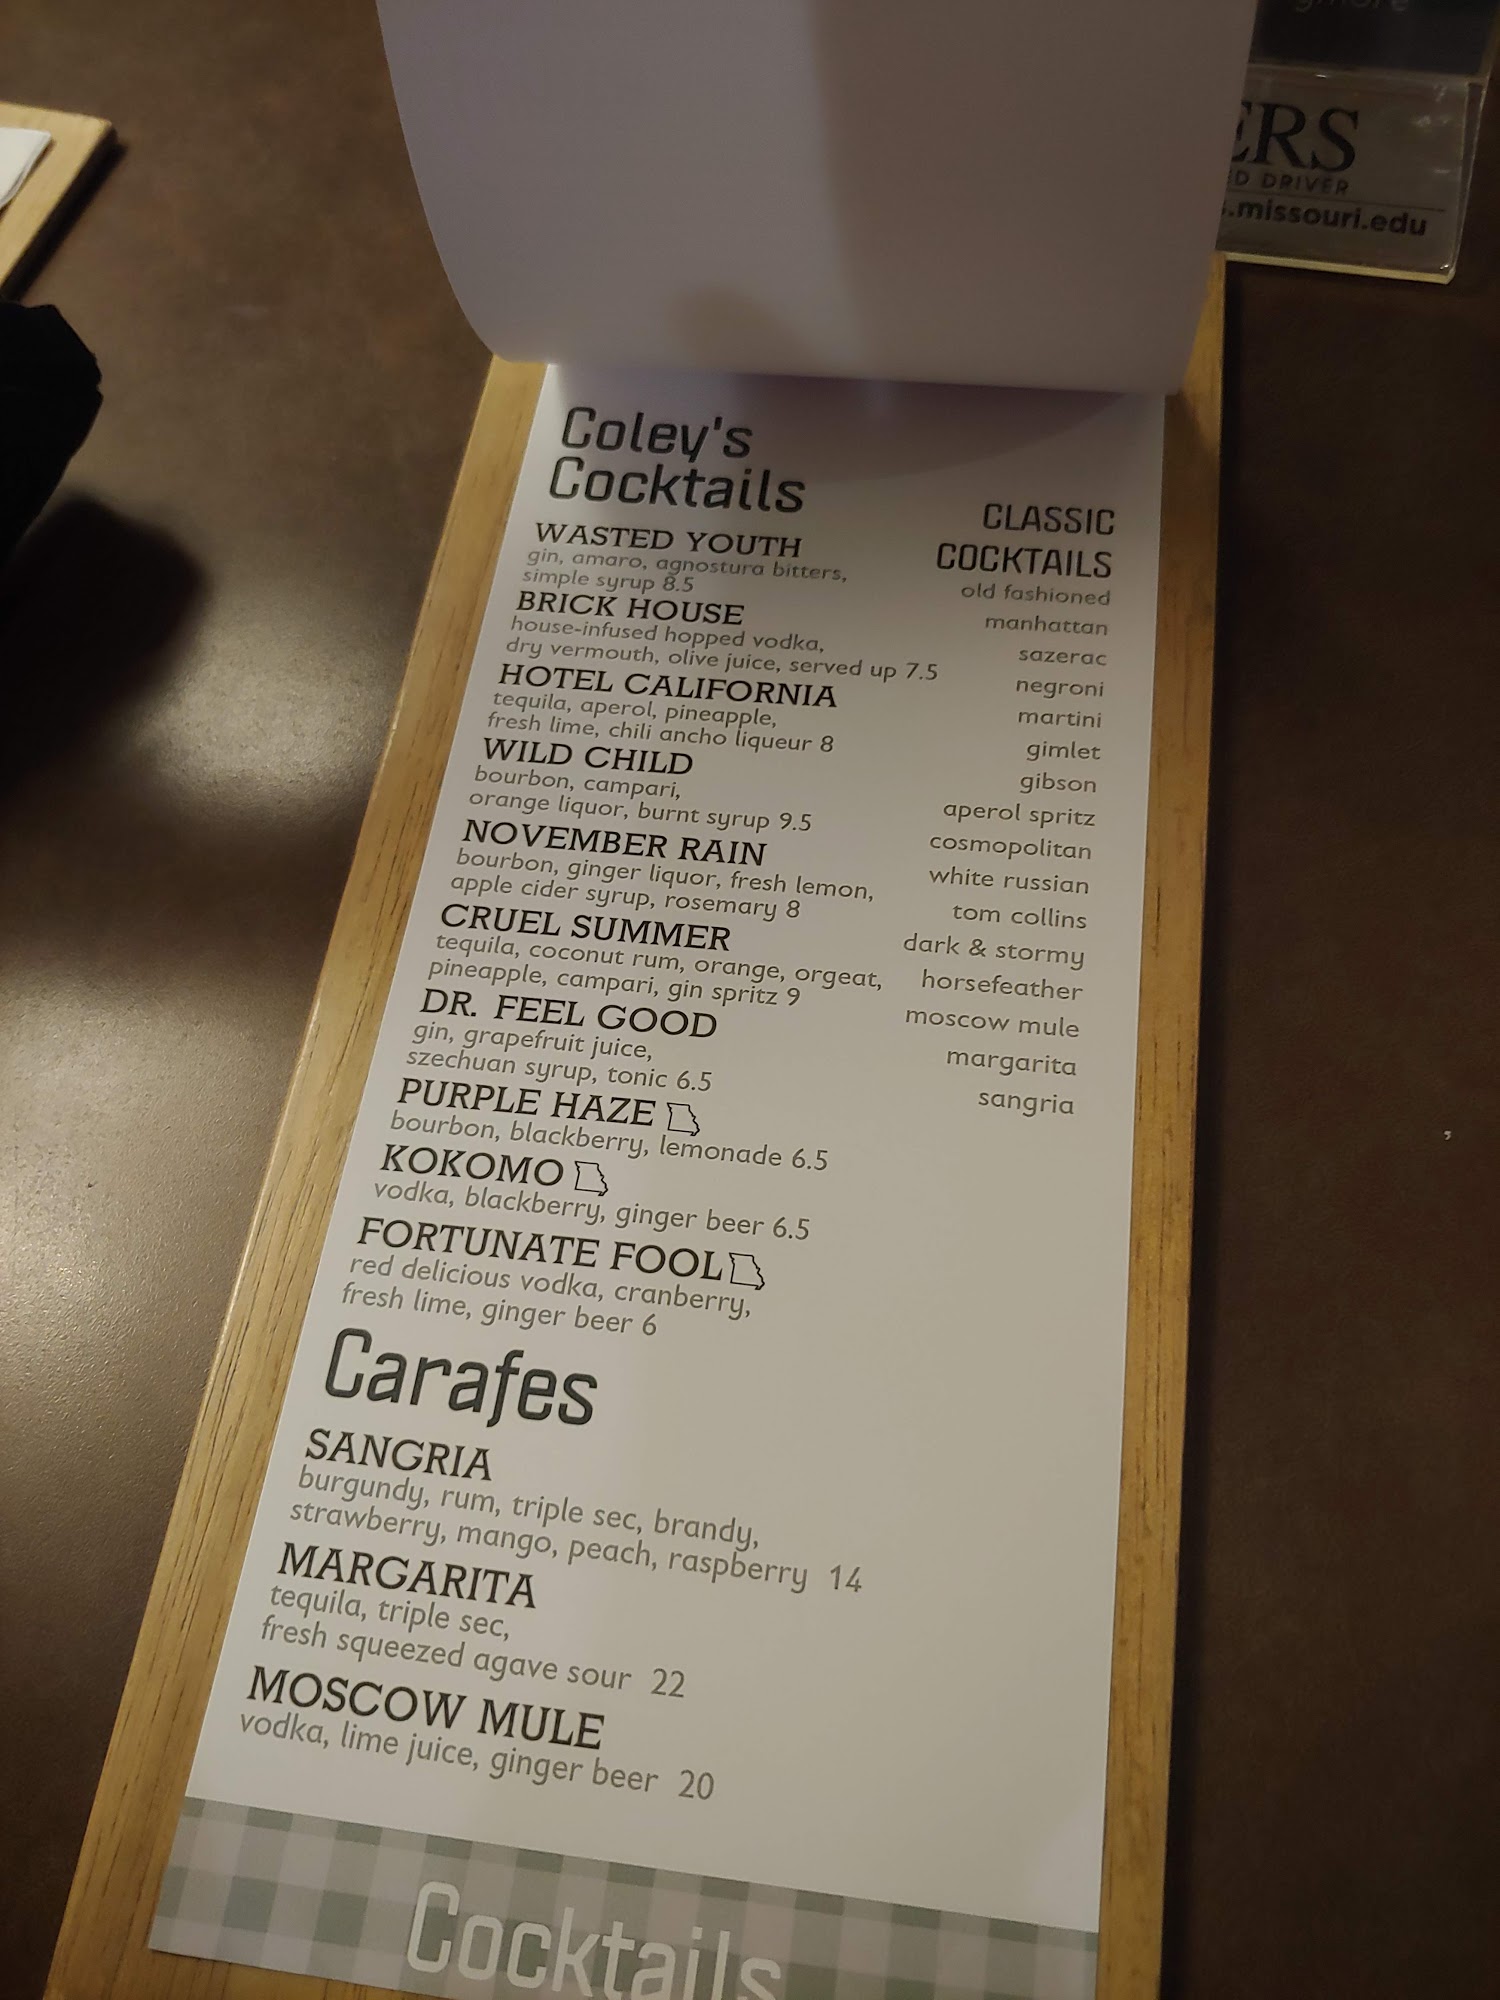 ERS
D DRIVER
s.missouri.edu
Coley's
Cocktails
WASTED YOUTH
gin, amaro, agnostura bitters,
simple syrup 8.5
BRICK HOUSE
house-infused hopped vodka,
dry vermouth, olive juice, served up 7.5
HOTEL CALIFORNIA
tequila, aperol, pineapple,
fresh lime, chili ancho liqueur 8
WILD CHILD
bourbon, campari,
orange liquor, burnt syrup 9.5
NOVEMBER RAIN
bourbon, ginger liquor, fresh lemon,
apple cider syrup, rosemary 8
CRUEL SUMMER
tequila, coconut rum, orange, orgeat,
pineapple, campari, gin spritz 9
DR. FEEL GOOD
gin, grapefruit juice,
szechuan syrup, tonic 6.5
PURPLE HAZE
bourbon, blackberry, lemonade 6.5
KOKOMO
vodka, blackberry, ginger beer 6.5
FORTUNATE FOOL
red delicious vodka, cranberry,
fresh lime, ginger beer 6
CLASSIC
COCKTAILS
old fashioned
manhattan
sazerac
negroni
martini
gimlet
gibson
aperol spritz
cosmopolitan
white russian
tom collins
dark & stormy
horsefeather
moscow mule
margarita
sangria
Carafes
SANGRIA
burgundy, rum, triple sec, brandy,
strawberry, mango, peach, raspberry 14
MARGARITA
tequila, triple sec,
fresh squeezed agave sour 22
MOSCOW MULE
vodka, lime juice, ginger beer 20
Cocktails